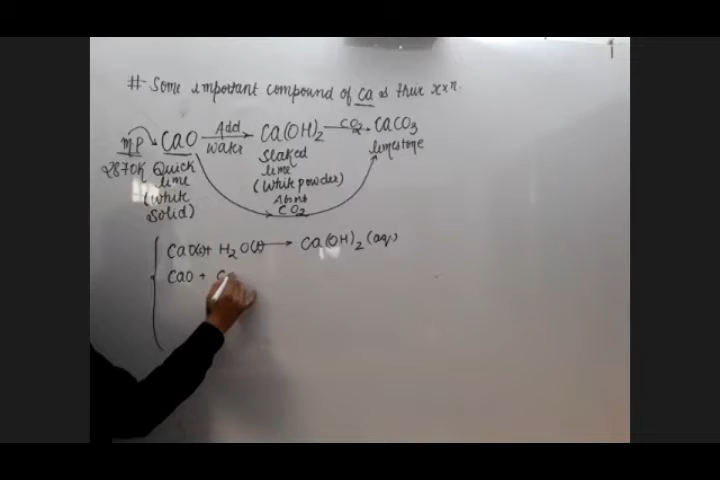 # Some important compound of Ca & their rxn.
mp CaO Add water Ca(OH)2 CO2 CaCO3
2870K Quick lime (White Solid)
Slaked lime (White powder)
limestone
Absorb CO2
CaO(s) + H2O(l) → Ca(OH)2 (aq)
CaO + C